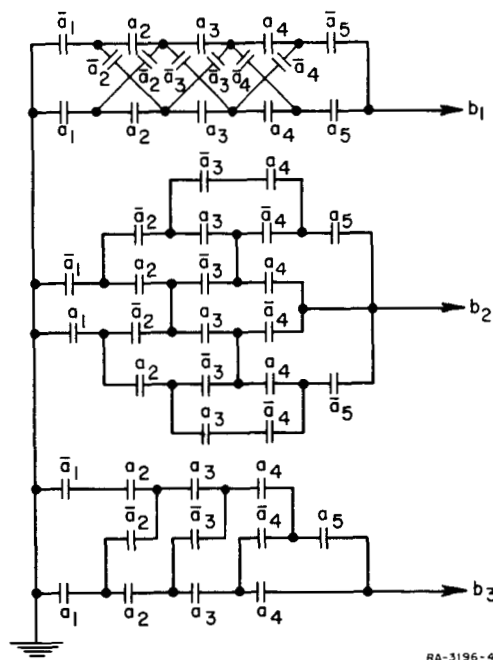 ā1 a2 a3 a4 ā5
ā2 ā2 ā3 ā3 ā4 ā4
b1
a1 a2 a3 a4 a5
ā3 a4
ā2 a3 ā4 a5
ā1 a2 ā3 a4
b2
a1 ā2 a3 ā4
a2 ā3 a4 ā5
a3 ā4
ā1 a2 a3 a4
ā2 ā3 ā4 a5
b3
a1 a2 a3 a4
RA-3196-4